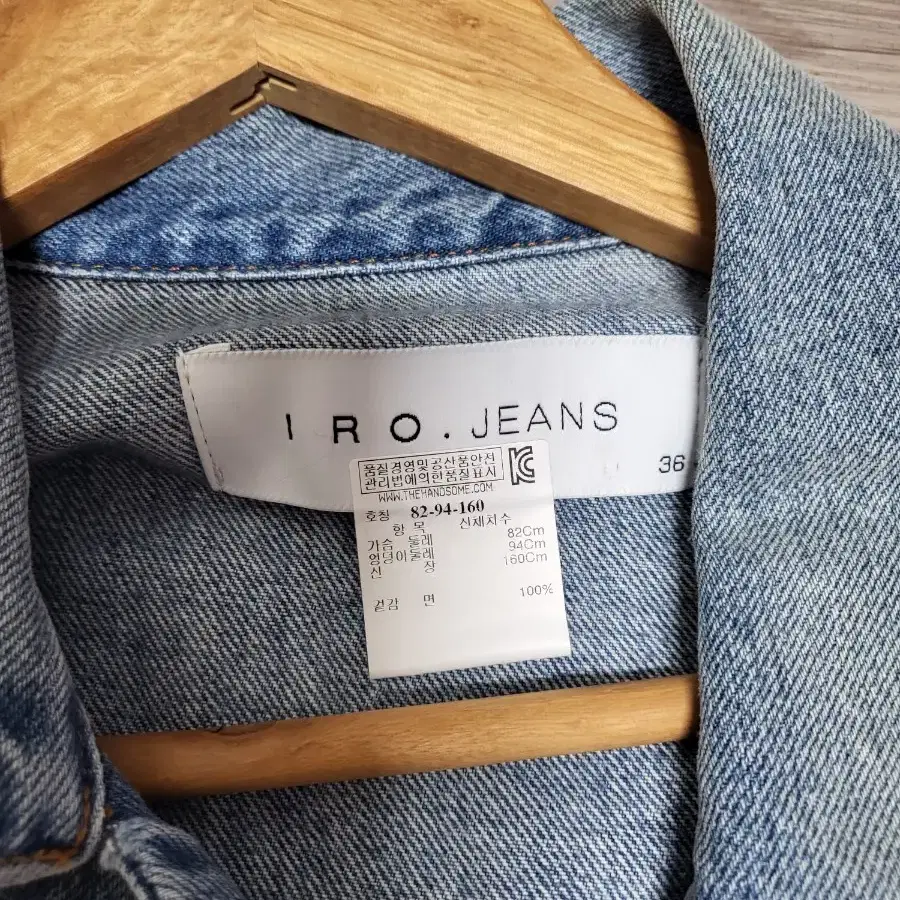 I R O . JEANS
36
품질경영및공산품안전
관리법에의한품질표시
WWW.THEHANDSOME.COM
호칭 82-94-160
항 목 신체치수
가슴 둘레 82Cm
엉덩이둘레 94Cm
신 장 160Cm
겉감 면 100%